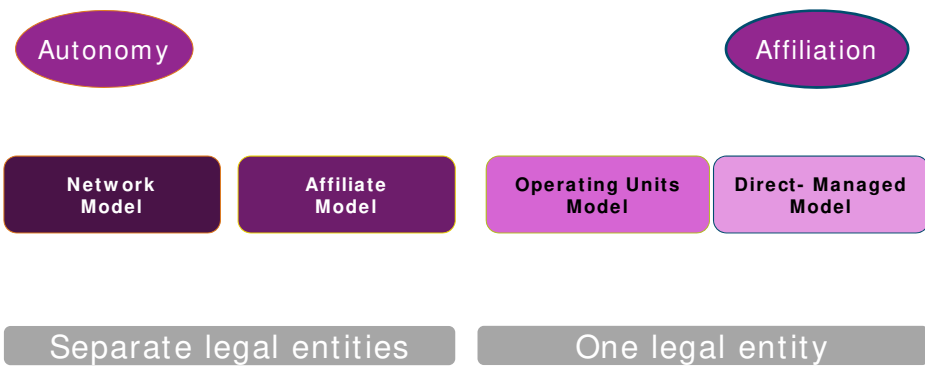 Autonomy
Affiliation
Network
Model
Affiliate
Model
Operating Units
Model
Direct- Managed
Model
Separate legal entities
One legal entity